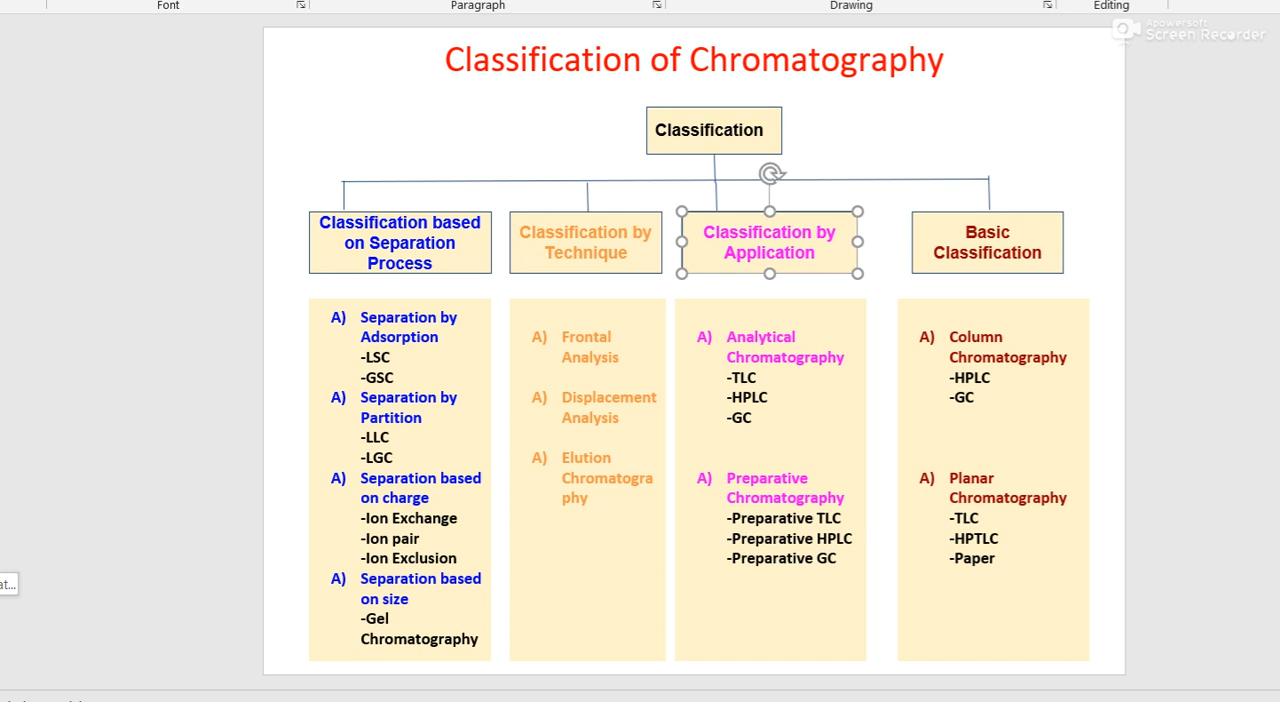 Font
Paragraph
Drawing
Editing
Apowersoft
Screen Recorder
Classification of Chromatography
Classification
Classification based
on Separation
Process
Classification by
Technique
Classification by
Application
Basic
Classification
A) Separation by
Adsorption
-LSC
-GSC
A) Separation by
Partition
-LLC
-LGC
A) Separation based
on charge
-Ion Exchange
-Ion pair
-Ion Exclusion
A) Separation based
on size
-Gel
Chromatography
A) Frontal
Analysis
A) Displacement
Analysis
A) Elution
Chromatogra
phy
A) Analytical
Chromatography
-TLC
-HPLC
-GC
A) Preparative
Chromatography
-Preparative TLC
-Preparative HPLC
-Preparative GC
A) Column
Chromatography
-HPLC
-GC
A) Planar
Chromatography
-TLC
-HPTLC
-Paper
at...